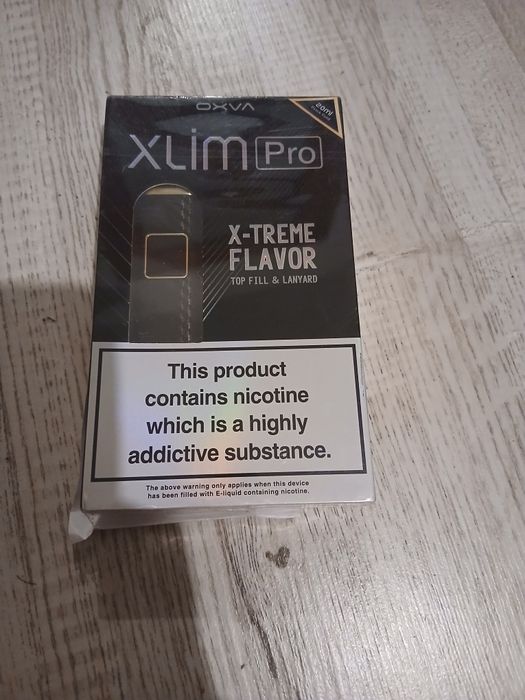 OXVA
20ml
XLIM Pro
X-TREME
FLAVOR
TOP FILL & LANYARD
This product
contains nicotine
which is a highly
addictive substance.
The above warning only applies when this device
has been filled with E-liquid containing nicotine.